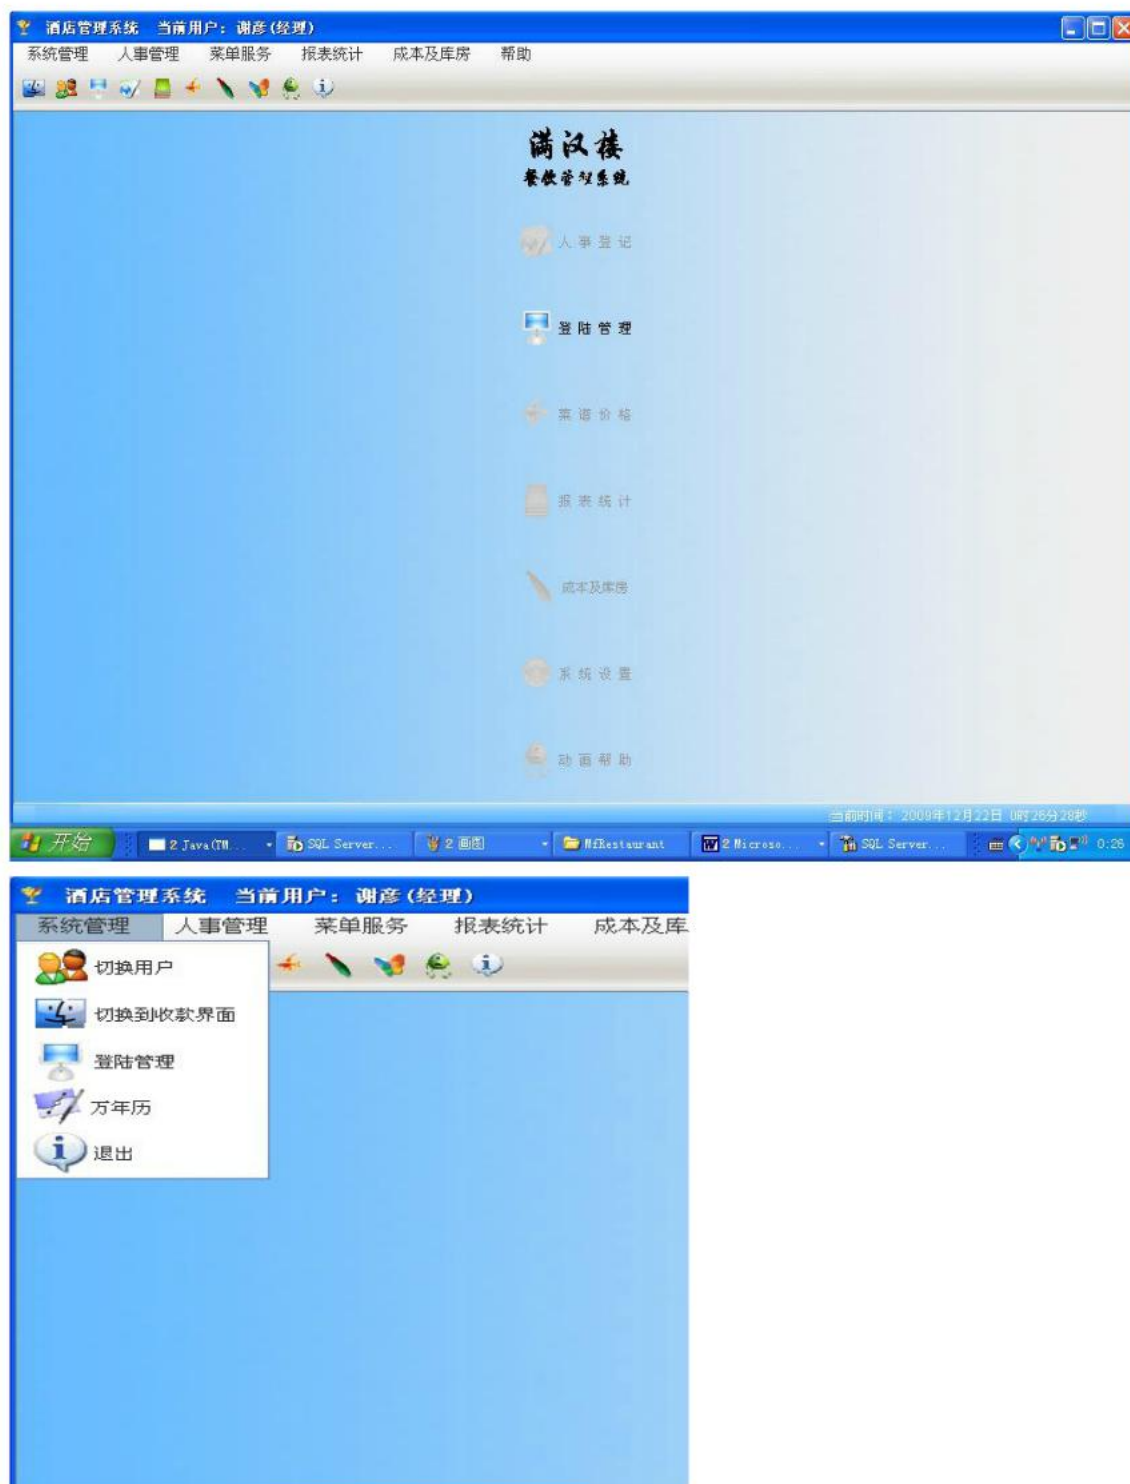 酒店管理系统 当前用户：谢彦(经理)
系统管理 人事管理 菜单服务 报表统计 成本及库房 帮助
满汉楼
餐饮管理系统
人事登记
登陆管理
菜谱价格
报表统计
成本及库房
系统设置
动画帮助
当前时间：2009年12月22日 0时26分28秒
开始 2 Java(TM... SQL Server... 2 画图 MfRestaurant 2 Microso... SQL Server... 0:26
酒店管理系统 当前用户：谢彦(经理)
系统管理 人事管理 菜单服务 报表统计 成本及库
切换用户
切换到收款界面
登陆管理
万年历
退出